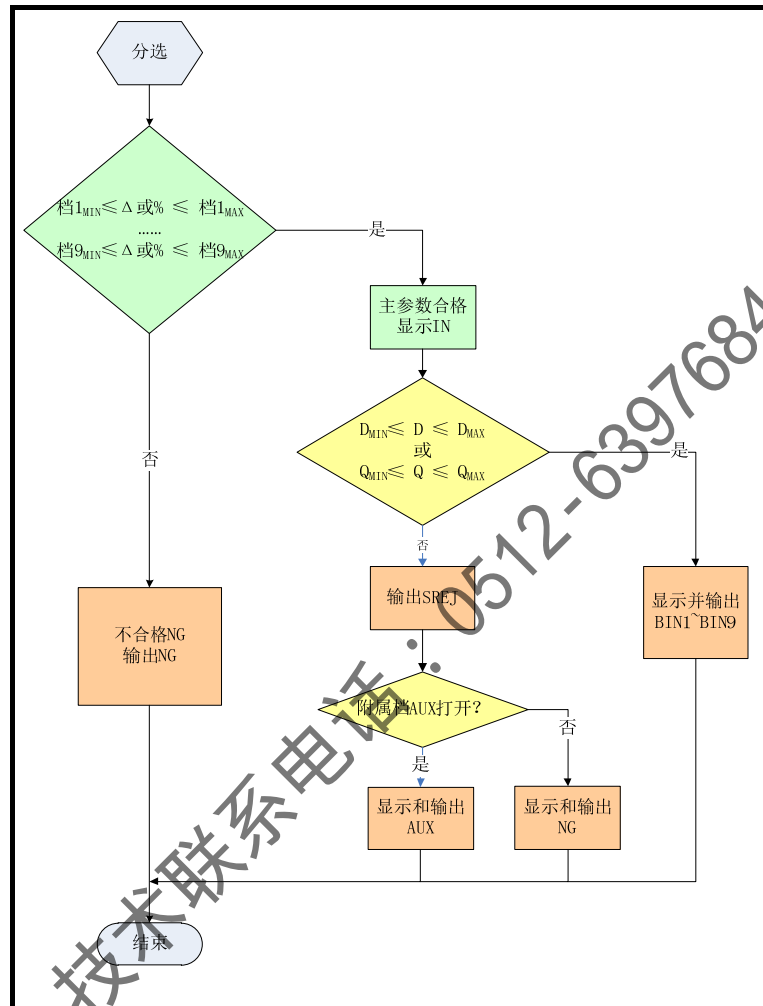 分选
档1MIN≤Δ或% ≤ 档1MAX
……
档9MIN≤Δ或% ≤ 档9MAX
是
主参数合格
显示IN
DMIN≤ D ≤ DMAX
或
QMIN≤ Q ≤ QMAX
是
否
否
输出SREJ
显示并输出
BIN1~BIN9
不合格NG
输出NG
附属档AUX打开？
否
是
显示和输出
AUX
显示和输出
NG
结束
技术联系电话：0512-6397684